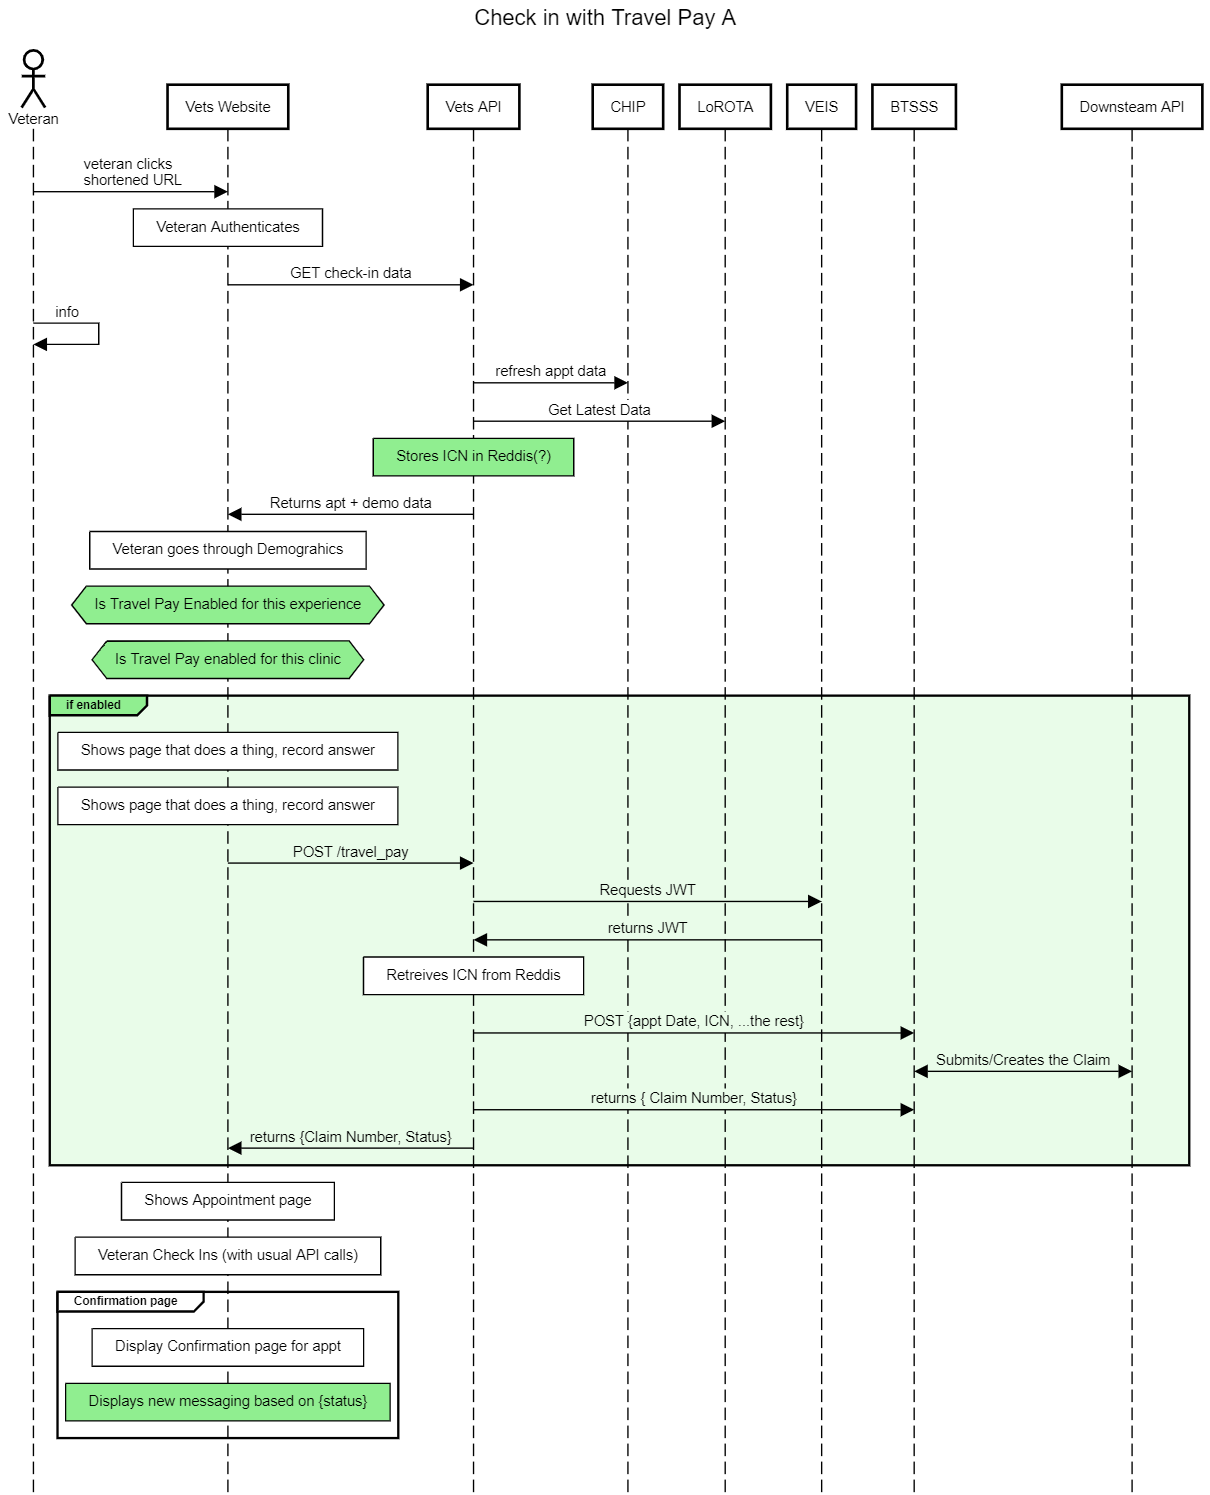 Check in with Travel Pay A
Veteran
Vets Website
Vets API
CHIP
LoROTA
VEIS
BTSSS
Downsteam API
veteran clicks
shortened URL
Veteran Authenticates
GET check-in data
info
refresh appt data
Get Latest Data
Stores ICN in Reddis(?)
Returns apt + demo data
Veteran goes through Demograhics
Is Travel Pay Enabled for this experience
Is Travel Pay enabled for this clinic
if enabled
Shows page that does a thing, record answer
Shows page that does a thing, record answer
POST /travel_pay
Requests JWT
returns JWT
Retreives ICN from Reddis
POST {appt Date, ICN, ...the rest}
Submits/Creates the Claim
returns { Claim Number, Status}
returns {Claim Number, Status}
Shows Appointment page
Veteran Check Ins (with usual API calls)
Confirmation page
Display Confirmation page for appt
Displays new messaging based on {status}